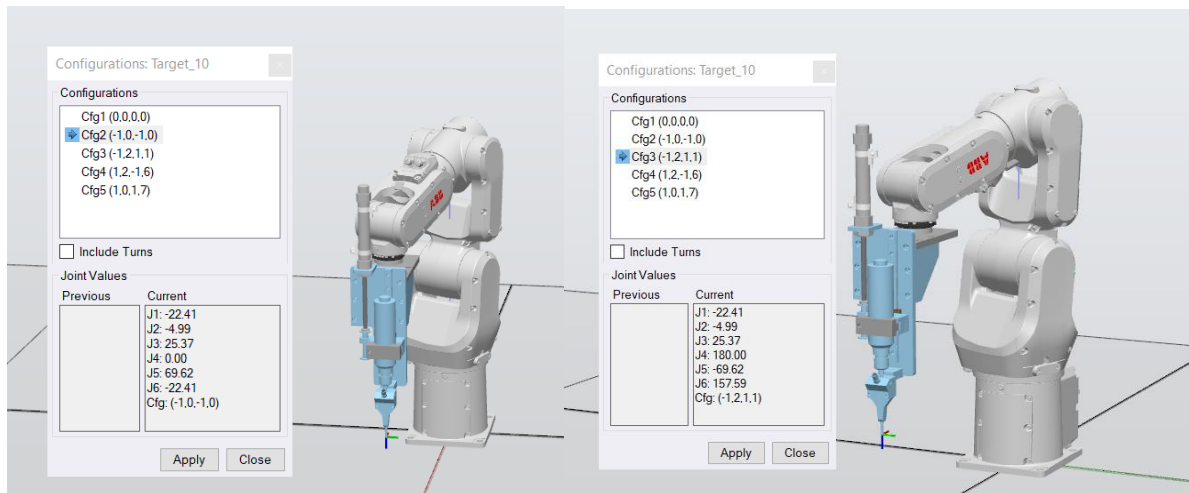 Configurations: Target_10
Configurations
Cfg1 (0,0,0,0)
Cfg2 (-1,0,-1,0)
Cfg3 (-1,2,1,1)
Cfg4 (1,2,-1,6)
Cfg5 (1,0,1,7)
Include Turns
Joint Values
Previous Current
J1: -22.41
J2: -4.99
J3: 25.37
J4: 0.00
J5: 69.62
J6: -22.41
Cfg: (-1,0,-1,0)
Apply Close
ABB
Configurations: Target_10
Configurations
Cfg1 (0,0,0,0)
Cfg2 (-1,0,-1,0)
Cfg3 (-1,2,1,1)
Cfg4 (1,2,-1,6)
Cfg5 (1,0,1,7)
Include Turns
Joint Values
Previous Current
J1: -22.41
J2: -4.99
J3: 25.37
J4: 180.00
J5: -69.62
J6: 157.59
Cfg: (-1,2,1,1)
Apply Close
ABB